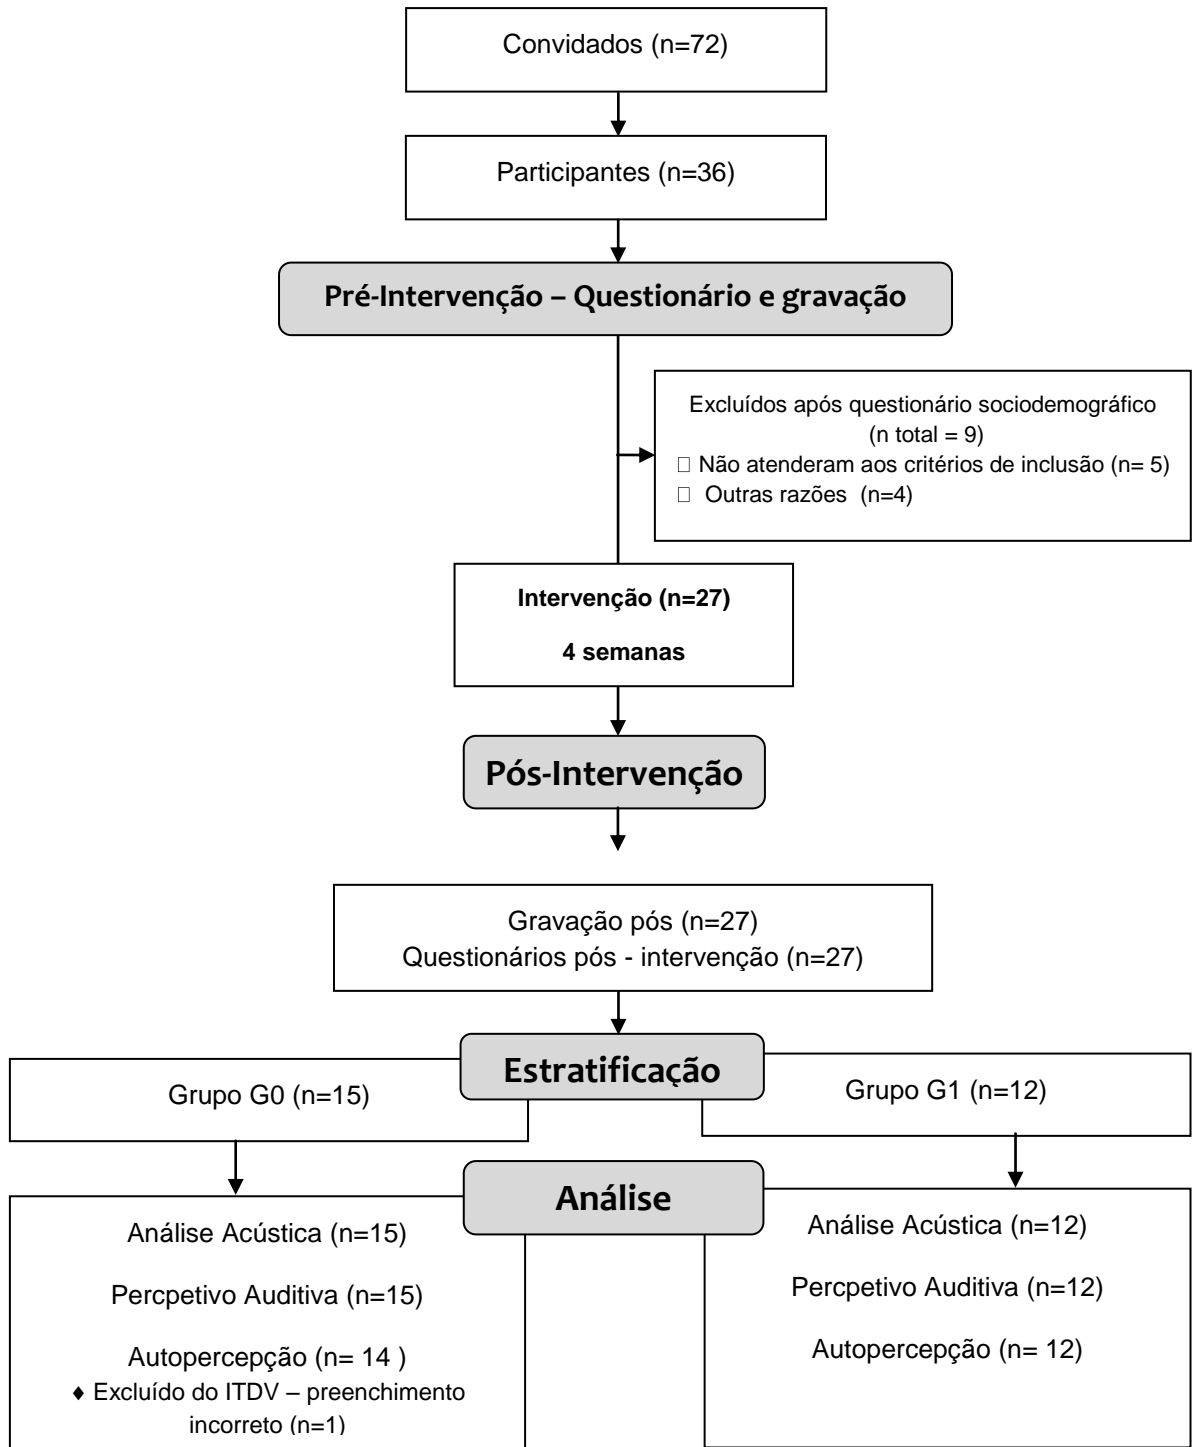 Convidados (n=72)
Participantes (n=36)
Pré-Intervenção – Questionário e gravação
Excluídos após questionário sociodemográfico
(n total = 9)
□ Não atenderam aos critérios de inclusão (n= 5)
□ Outras razões (n=4)
Intervenção (n=27)
4 semanas
Pós-Intervenção
Gravação pós (n=27)
Questionários pós - intervenção (n=27)
Estratificação
Grupo G0 (n=15)
Grupo G1 (n=12)
Análise
Análise Acústica (n=15)
Percpetivo Auditiva (n=15)
Autopercepção (n= 14 )
♦ Excluído do ITDV – preenchimento
incorreto (n=1)
Análise Acústica (n=12)
Percpetivo Auditiva (n=12)
Autopercepção (n= 12)